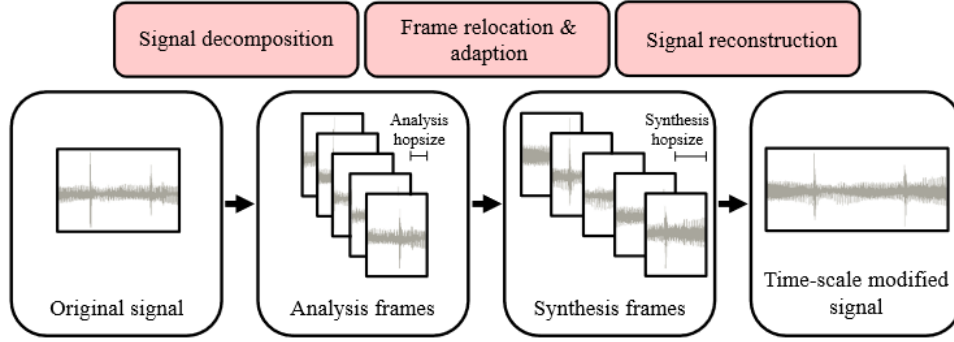 Signal decomposition
Frame relocation &
adaption
Signal reconstruction
Analysis
hopsize
Synthesis
hopsize
Original signal
Analysis frames
Synthesis frames
Time-scale modified
signal